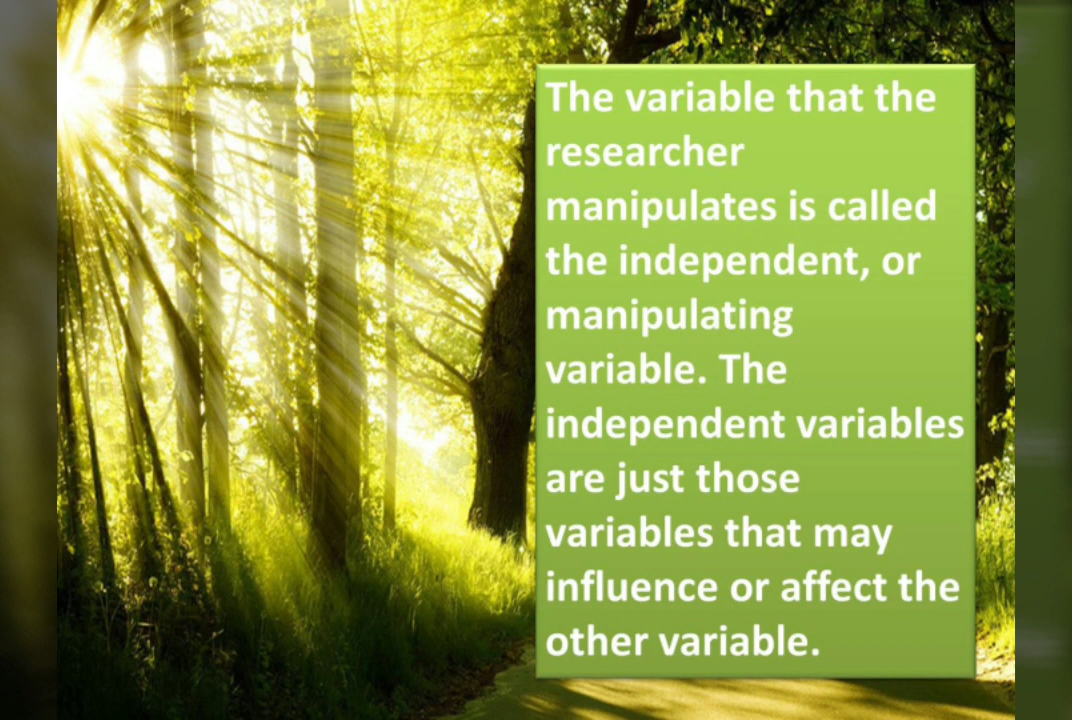 The variable that the
researcher
manipulates is called
the independent, or
manipulating
variable. The
independent variables
are just those
variables that may
influence or affect the
other variable.